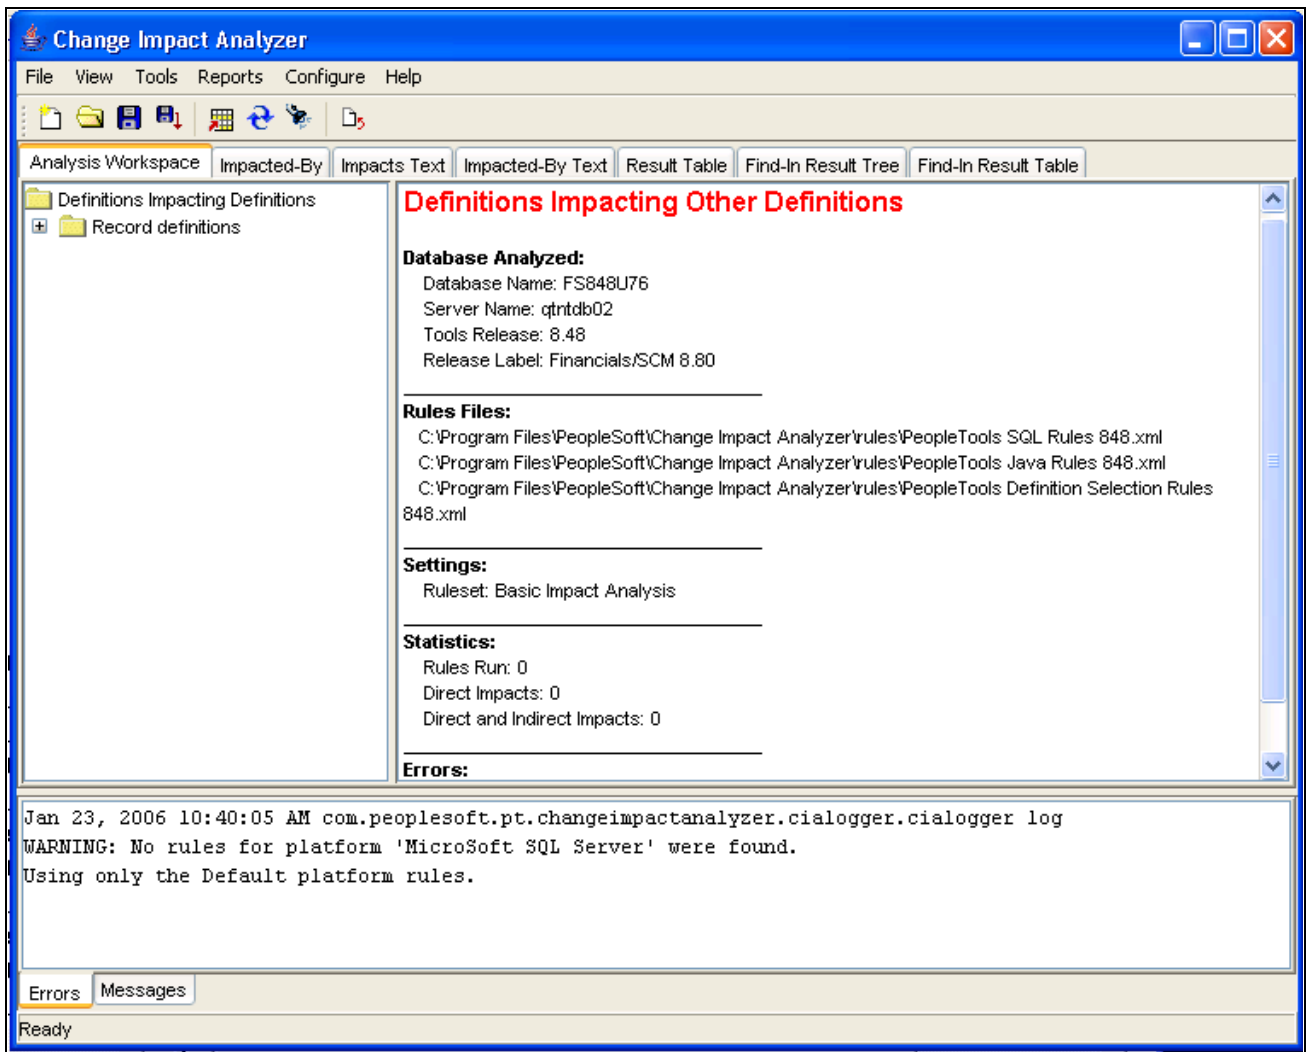 Change Impact Analyzer
File View Tools Reports Configure Help
Analysis Workspace Impacted-By Impacts Text Impacted-By Text Result Table Find-In Result Tree Find-In Result Table
Definitions Impacting Definitions
Record definitions
Definitions Impacting Other Definitions
Database Analyzed:
Database Name: FS848U76
Server Name: qtntdb02
Tools Release: 8.48
Release Label: Financials/SCM 8.80
Rules Files:
C:\Program Files\PeopleSoft\Change Impact Analyzer\rules\PeopleTools SQL Rules 848.xml
C:\Program Files\PeopleSoft\Change Impact Analyzer\rules\PeopleTools Java Rules 848.xml
C:\Program Files\PeopleSoft\Change Impact Analyzer\rules\PeopleTools Definition Selection Rules
848.xml
Settings:
Ruleset: Basic Impact Analysis
Statistics:
Rules Run: 0
Direct Impacts: 0
Direct and Indirect Impacts: 0
Errors:
Jan 23, 2006 10:40:05 AM com.peoplesoft.pt.changeimpactanalyzer.cialogger.cialogger log
WARNING: No rules for platform 'MicroSoft SQL Server' were found.
Using only the Default platform rules.
Errors Messages
Ready